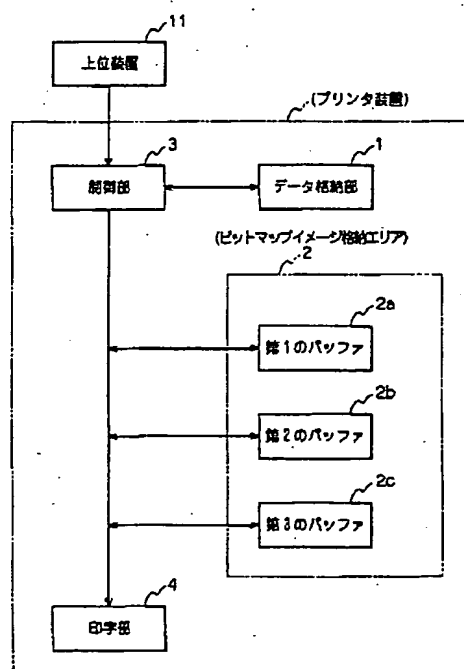 11
上位装置
(プリンタ装置)
3
制御部
1
データ格納部
(ビットマップイメージ格納エリア)
2
2a
第1のバッファ
2b
第2のバッファ
2c
第3のバッファ
4
印字部